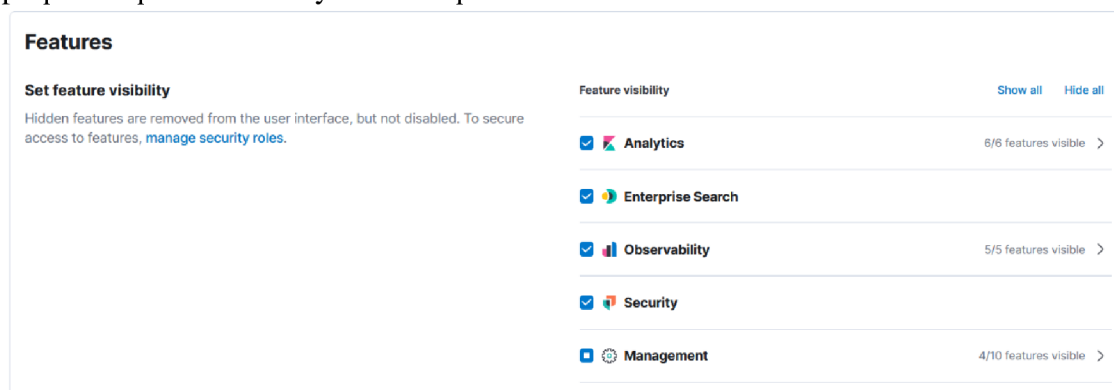 Features
Set feature visibility
Hidden features are removed from the user interface, but not disabled. To secure
access to features, manage security roles.
Feature visibility
Show all
Hide all
Analytics
6/6 features visible
Enterprise Search
Observability
5/5 features visible
Security
Management
4/10 features visible